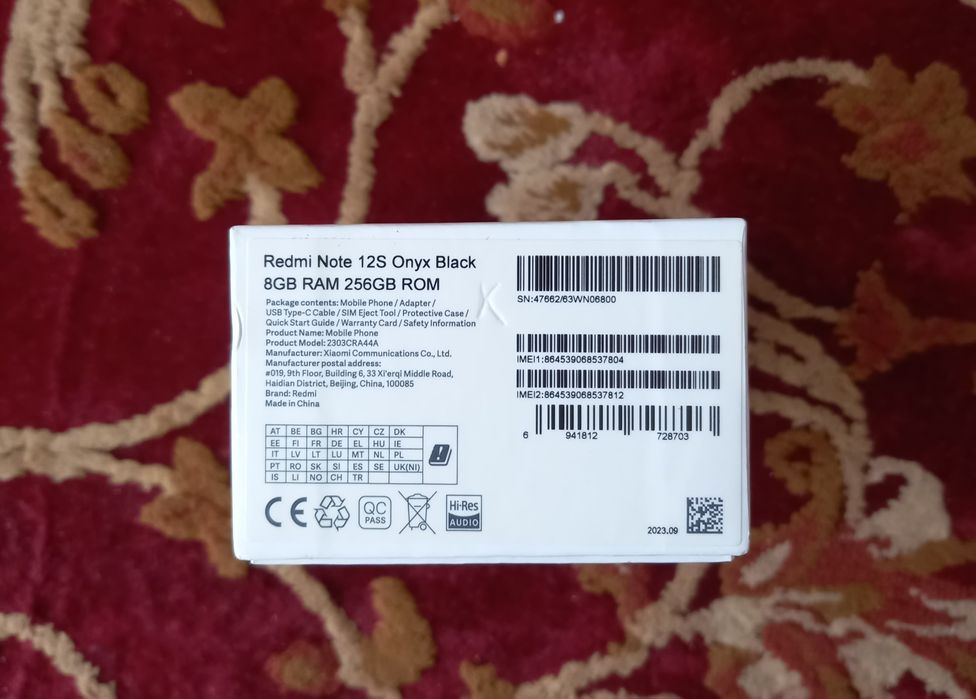 Redmi Note 12S Onyx Black
8GB RAM 256GB ROM
Package contents: Mobile Phone / Adapter /
USB Type-C Cable / SIM Eject Tool / Protective Case /
Quick Start Guide / Warranty Card / Safety Information
Product Name: Mobile Phone
Product Model: 2303CRA44A
Manufacturer: Xiaomi Communications Co., Ltd.
Manufacturer postal address:
#019, 9th Floor, Building 6, 33 Xi'erqi Middle Road,
Haidian District, Beijing, China, 100085
Brand: Redmi
Made in China
SN:47662/63WN06800
IMEI1:864539068537804
IMEI2:864539068537812
6 941812 728703
AT BE BG HR CY CZ DK
EE FI FR DE EL HU IE
IT LV LT LU MT NL PL
PT RO SK SI ES SE UK(NI)
IS LI NO CH TR
CE
QC
PASS
Hi-Res
AUDIO
2023.09